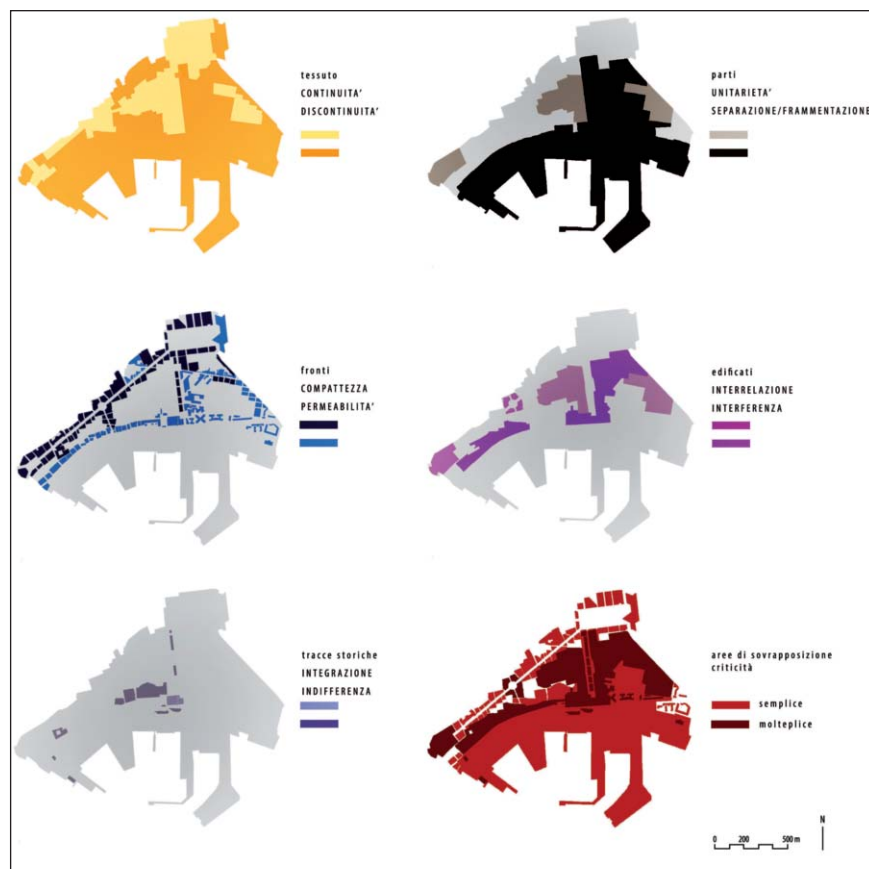 tessuto
CONTINUITA'
DISCONTINUITA'
parti
UNITARIETA'
SEPARAZIONE/FRAMMENTAZIONE
fronti
COMPATTEZZA
PERMEABILITA'
edificati
INTERRELAZIONE
INTERFERENZA
tracce storiche
INTEGRAZIONE
INDIFFERENZA
aree di sovrapposizione
criticità
semplice
molteplice
N
0 200 500 m